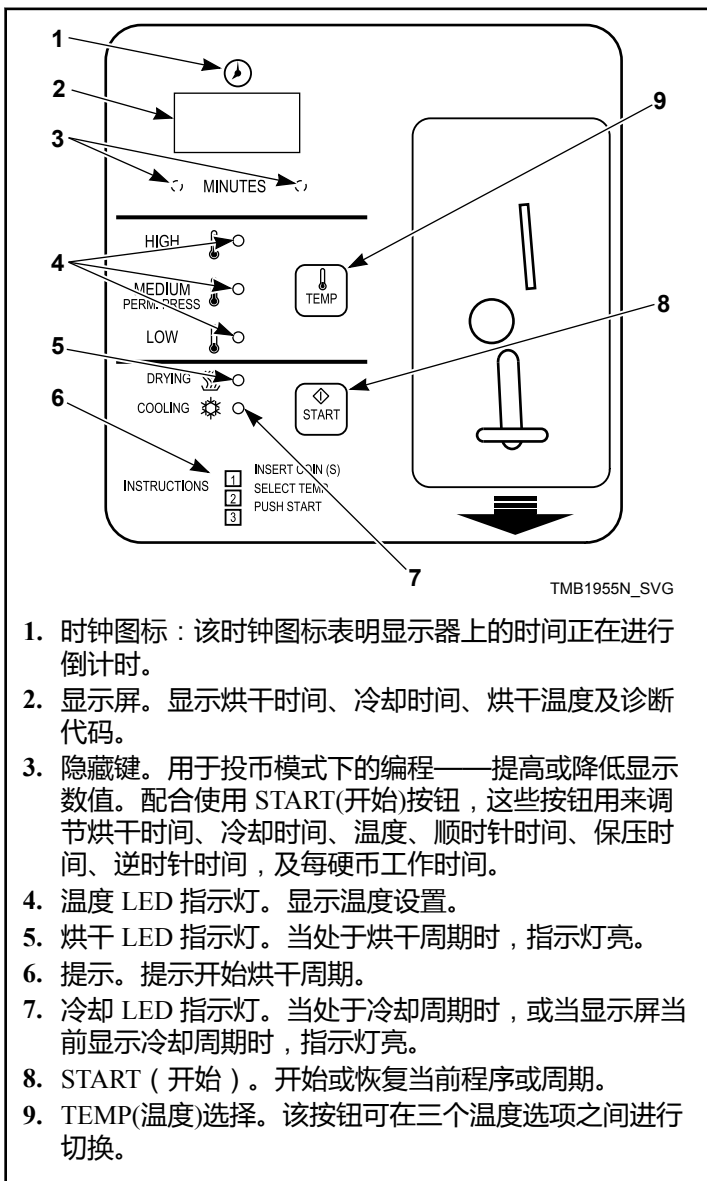 1
2
3
MINUTES
9
HIGH
4
MEDIUM
PERM. PRESS
TEMP
LOW
8
5
DRYING
6
COOLING
START
INSTRUCTIONS
1 INSERT COIN (S)
2 SELECT TEMP
3 PUSH START
7
TMB1955N_SVG
1. 时钟图标：该时钟图标表明显示器上的时间正在进行
倒计时。
2. 显示屏。显示烘干时间、冷却时间、烘干温度及诊断
代码。
3. 隐藏键。用于投币模式下的编程——提高或降低显示
数值。配合使用 START(开始)按钮，这些按钮用来调
节烘干时间、冷却时间、温度、顺时针时间、保压时
间、逆时针时间，及每硬币工作时间。
4. 温度 LED 指示灯。显示温度设置。
5. 烘干 LED 指示灯。当处于烘干周期时，指示灯亮。
6. 提示。提示开始烘干周期。
7. 冷却 LED 指示灯。当处于冷却周期时，或当显示屏当
前显示冷却周期时，指示灯亮。
8. START（开始）。开始或恢复当前程序或周期。
9. TEMP(温度)选择。该按钮可在三个温度选项之间进行
切换。